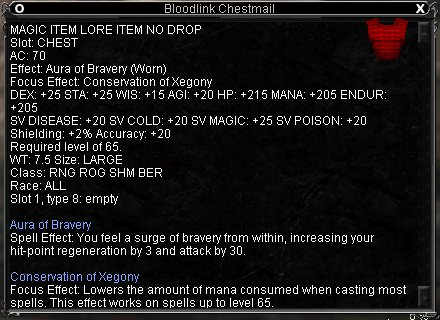 Bloodlink Chestmail
MAGIC ITEM LORE ITEM NO DROP
Slot: CHEST
AC: 70
Effect: Aura of Bravery (Worn)
Focus Effect: Conservation of Xegony
DEX: +25 STA: +25 WIS: +15 AGI: +20 HP: +215 MANA: +205 ENDUR:
+205
SV DISEASE: +20 SV COLD: +20 SV MAGIC: +25 SV POISON: +20
Shielding: +2% Accuracy: +20
Required level of 65.
WT: 7.5 Size: LARGE
Class: RNG ROG SHM BER
Race: ALL
Slot 1, type 8: empty
Aura of Bravery
Spell Effect: You feel a surge of bravery from within, increasing your
hit-point regeneration by 3 and attack by 30.
Conservation of Xegony
Focus Effect: Lowers the amount of mana consumed when casting most
spells. This effect works on spells up to level 65.